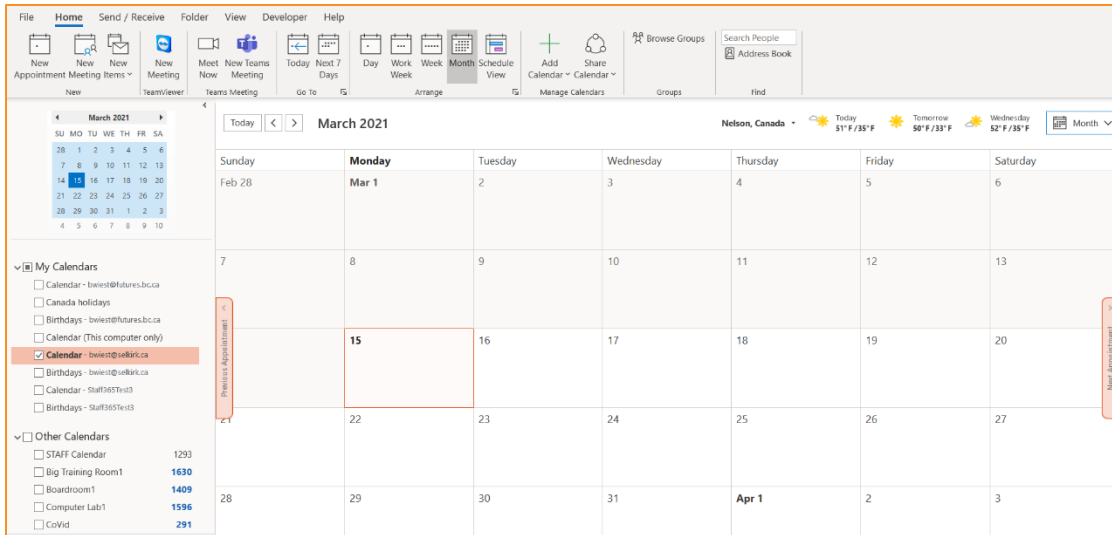 File Home Send / Receive Folder View Developer Help
New Appointment
New Meeting
New Items
New Meeting
Meet Now
New Teams Meeting
Today
Next 7 Days
Day
Work Week
Week
Month
Schedule View
Add Calendar
Share Calendar
Browse Groups
Search People
Address Book
New TeamViewer Teams Meeting Go To Arrange Manage Calendars Groups Find
March 2021
SU MO TU WE TH FR SA
28 1 2 3 4 5 6
7 8 9 10 11 12 13
14 15 16 17 18 19 20
21 22 23 24 25 26 27
28 29 30 31 1 2 3
4 5 6 7 8 9 10
My Calendars
Calendar - bwiest@futures.bc.ca
Canada holidays
Birthdays - bwiest@futures.bc.ca
Calendar (This computer only)
Calendar - bwiest@selkirk.ca
Birthdays - bwiest@selkirk.ca
Calendar - Staff365Test3
Birthdays - Staff365Test3
Other Calendars
STAFF Calendar 1293
Big Training Room1 1630
Boardroom1 1409
Computer Lab1 1596
CoVid 291
Today March 2021 Nelson, Canada
Today
51°F/35°F
Tomorrow
50°F/33°F
Wednesday
52°F/35°F
Month
Sunday Monday Tuesday Wednesday Thursday Friday Saturday
Feb 28 Mar 1 2 3 4 5 6
7 8 9 10 11 12 13
15 16 17 18 19 20
21 22 23 24 25 26 27
28 29 30 31 Apr 1 2 3
Previous Appointment
Next Appointment